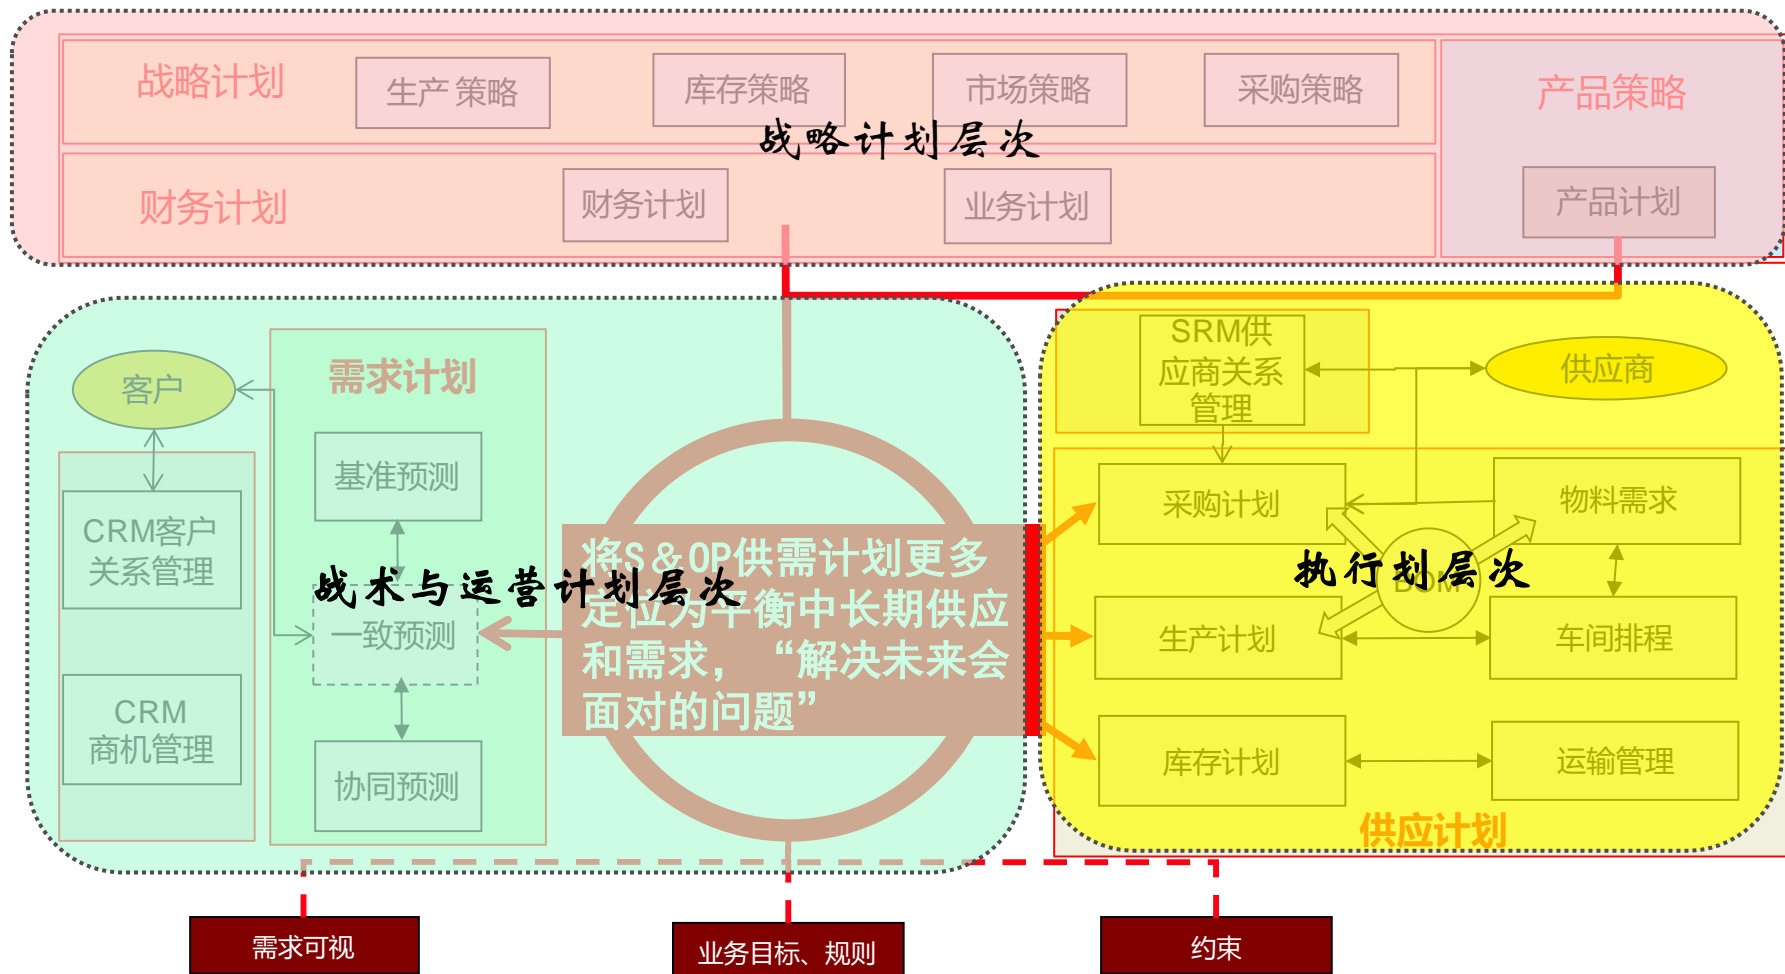 战略计划
生产 策略
库存策略
市场策略
采购策略
产品策略
战略计划层次
财务计划
财务计划
业务计划
产品计划
客户
需求计划
SRM供
应商关系
管理
供应商
基准预测
采购计划
物料需求
CRM客户
关系管理
将S＆OP供需计划更多
定位为平衡中长期供应
和需求，“解决未来会
面对的问题”
战术与运营计划层次
执行划层次
BOM
一致预测
生产计划
车间排程
CRM
商机管理
协同预测
库存计划
运输管理
供应计划
需求可视
业务目标、规则
约束